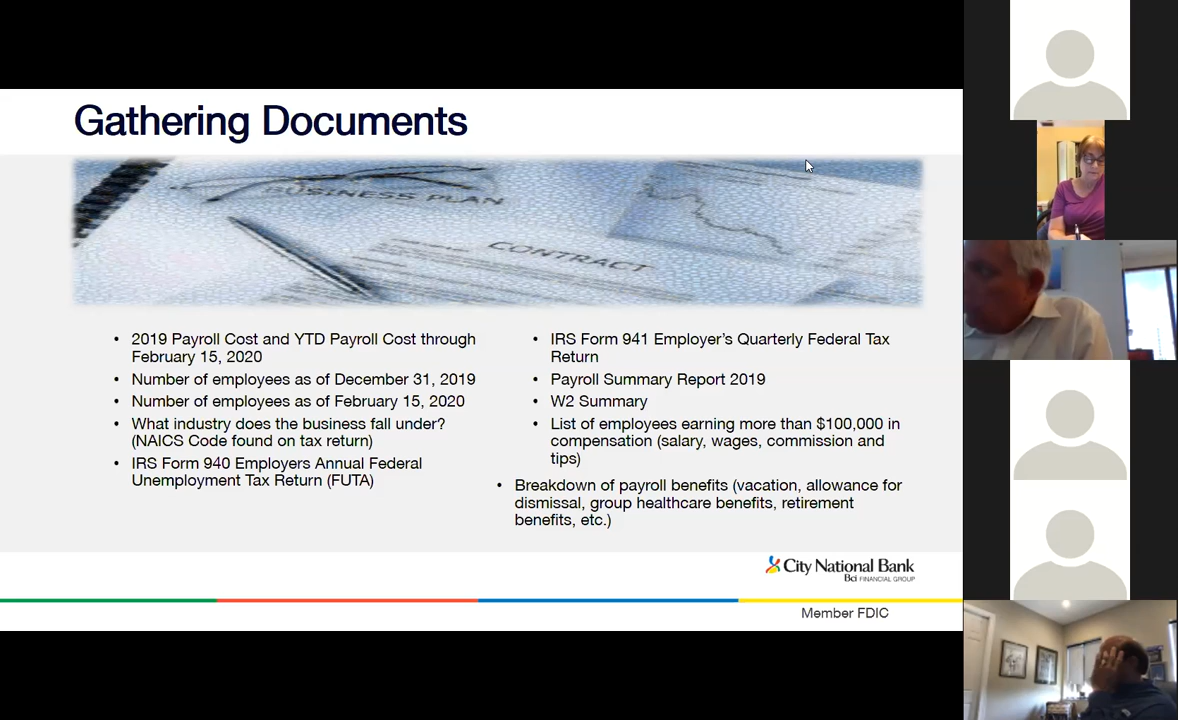 Gathering Documents
BUSINESS PLAN
CONTRACT
• 2019 Payroll Cost and YTD Payroll Cost through
February 15, 2020
• Number of employees as of December 31, 2019
• Number of employees as of February 15, 2020
• What industry does the business fall under?
(NAICS Code found on tax return)
• IRS Form 940 Employers Annual Federal
Unemployment Tax Return (FUTA)
• IRS Form 941 Employer’s Quarterly Federal Tax
Return
• Payroll Summary Report 2019
• W2 Summary
• List of employees earning more than $100,000 in
compensation (salary, wages, commission and
tips)
• Breakdown of payroll benefits (vacation, allowance for
dismissal, group healthcare benefits, retirement
benefits, etc.)
City National Bank
Bci FINANCIAL GROUP
Member FDIC